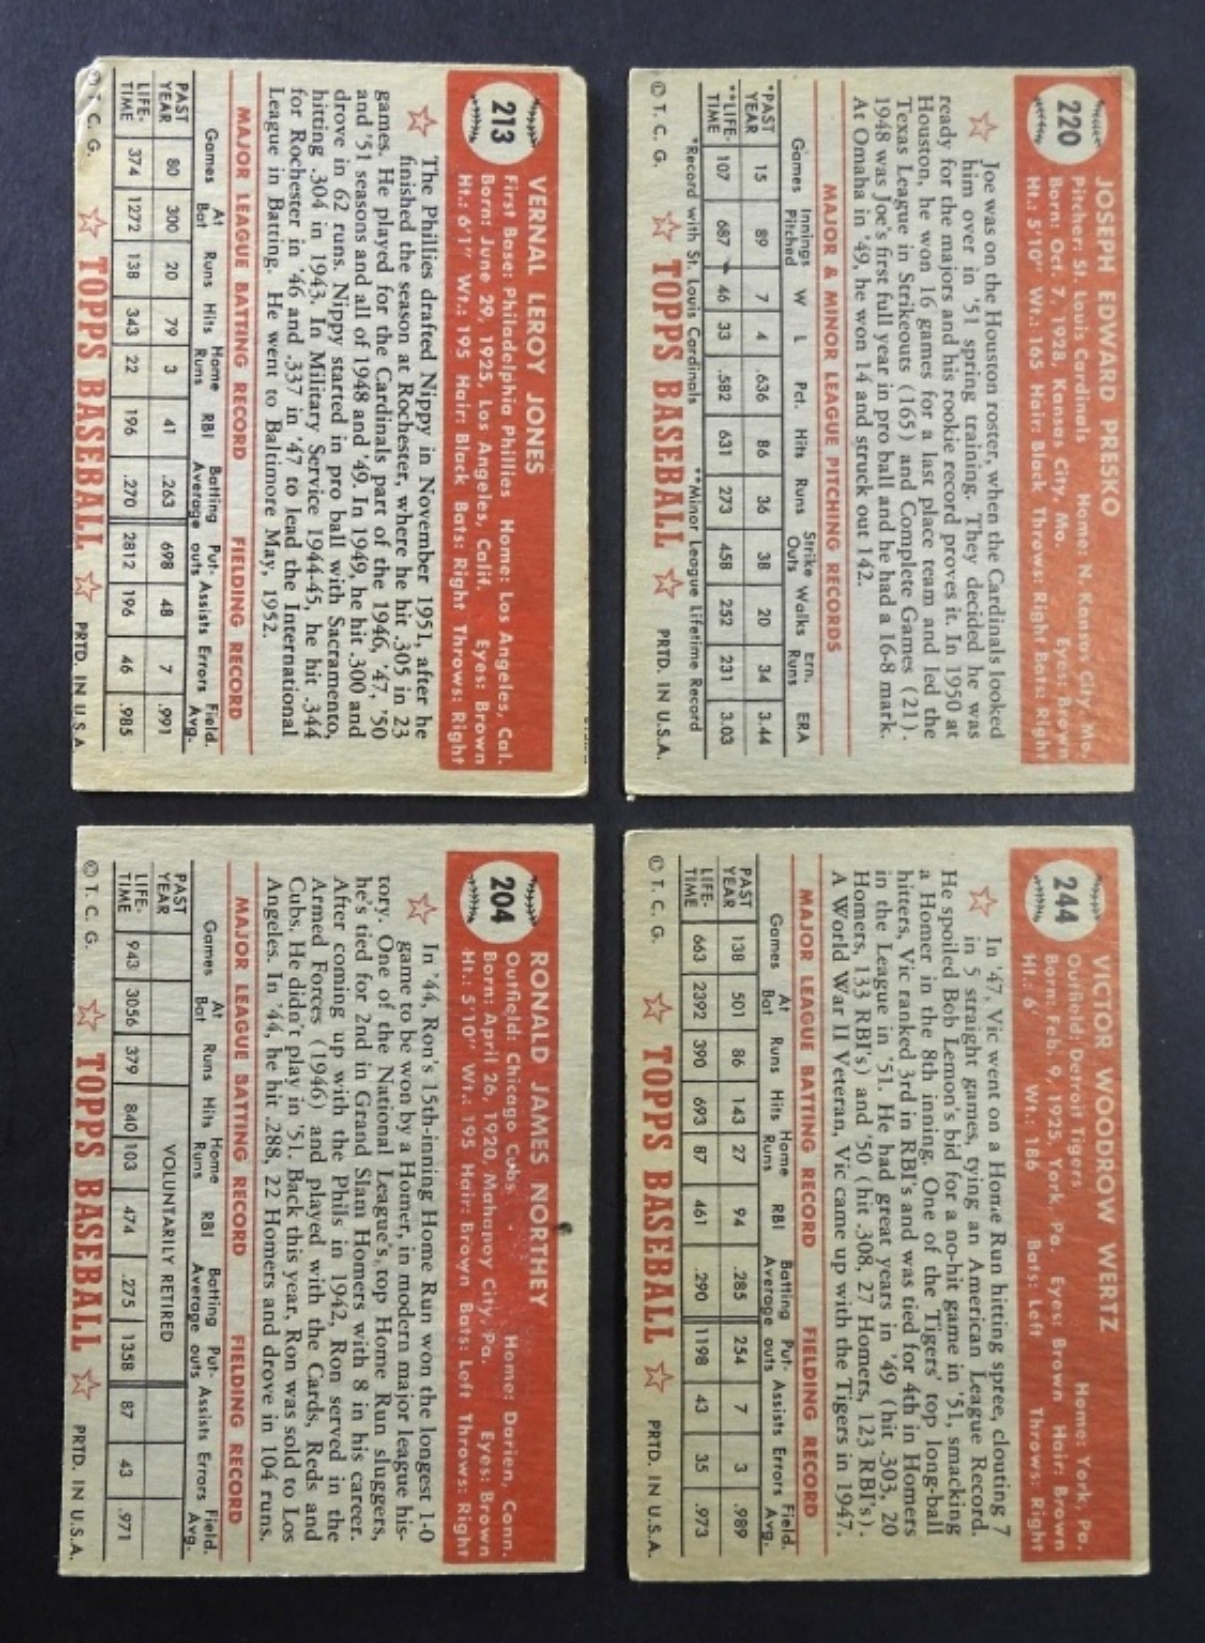 220
JOSEPH EDWARD PRESKO
Pitcher: St. Louis Cardinals Home: N. Kansas City, Mo.
Born: Oct. 7, 1928, Kansas City, Mo. Eyes: Brown
Ht.: 5'10" Wt.: 165 Hair: Black Throws: Right Bats: Right
Joe was on the Houston roster, when the Cardinals looked
him over in '51 spring training. They decided he was
ready for the majors and his rookie record proves it. In 1950 at
Houston, he won 16 games for a last place team and led the
Texas League in Strikeouts (165) and Complete Games (21).
1948 was Joe's first full year in pro ball and he had a 16-8 mark.
At Omaha in '49, he won 14 and struck out 142.
MAJOR & MINOR LEAGUE PITCHING RECORDS
Games Innings Pitched W L Pct. Hits Runs Strike Outs Walks Ern. Runs ERA
*PAST YEAR 15 89 7 4 .636 86 36 38 20 34 3.44
**LIFE-TIME 107 687 46 33 .582 631 273 458 252 231 3.03
*Record with St. Louis Cardinals **Minor League Lifetime Record
© T. C. G. TOPPS BASEBALL PRTD. IN U.S.A.
244
VICTOR WOODROW WERTZ
Outfield: Detroit Tigers Home: York, Pa.
Born: Feb. 9, 1925, York, Pa. Eyes: Brown Hair: Brown
Ht.: 6' Wt.: 186 Bats: Left Throws: Right
In '47, Vic went on a Home Run hitting spree, clouting 7
in 5 straight games, tying an American League Record.
He spoiled Bob Lemon's bid for a no-hit game in '51, smacking
a Homer in the 8th inning. One of the Tigers' top long-ball
hitters, Vic ranked 3rd in RBI's and was tied for 4th in Homers
in the League in '51. He had great years in '49 (hit .303, 20
Homers, 133 RBI's) and '50 (hit .308, 27 Homers, 123 RBI's).
A World War II Veteran, Vic came up with the Tigers in 1947.
MAJOR LEAGUE BATTING RECORD FIELDING RECORD
Games At Bat Runs Hits Home Runs RBI Batting Average Put-outs Assists Errors Field. Avg.
PAST YEAR 138 501 86 143 27 94 .285 254 7 3 .989
LIFE-TIME 663 2392 390 693 87 461 .290 1198 43 35 .973
© T. C. G. TOPPS BASEBALL PRTD. IN U.S.A.
213
VERNAL LEROY JONES
First Base: Philadelphia Phillies Home: Los Angeles, Cal.
Born: June 29, 1925, Los Angeles, Calif. Eyes: Brown
Ht.: 6'1" Wt.: 195 Hair: Black Bats: Right Throws: Right
The Phillies drafted Nippy in November 1951, after he
finished the season at Rochester, where he hit .305 in 23
games. He played for the Cardinals part of the 1946, '47, '50
and '51 seasons and all of 1948 and '49. In 1949, he hit .300 and
drove in 62 runs. Nippy started in pro ball with Sacramento,
hitting .304 in 1943. In Military Service 1944-45, he hit .344
for Rochester in '46 and .337 in '47 to lead the International
League in Batting. He went to Baltimore May, 1952.
MAJOR LEAGUE BATTING RECORD FIELDING RECORD
Games At Bat Runs Hits Home Runs RBI Batting Average Put-outs Assists Errors Field. Avg.
PAST YEAR 80 300 20 79 3 41 .263 698 48 7 .991
LIFE-TIME 374 1272 138 343 22 196 .270 2812 196 46 .985
© T. C. G. TOPPS BASEBALL PRTD. IN U.S.A
204
RONALD JAMES NORTHEY
Outfield: Chicago Cubs. Home: Darien, Conn.
Born: April 26, 1920, Mahanoy City, Pa. Eyes: Brown
Ht.: 5'10" Wt.: 195 Hair: Brown Bats: Left Throws: Right
In '44, Ron's 15th-inning Home Run won the longest 1-0
game to be won by a Homer, in modern major league his-
tory. One of the National League's top Home Run sluggers,
he's tied for 2nd in Grand Slam Homers with 8 in his career.
After coming up with the Phils in 1942, Ron served in the
Armed Forces (1946) and played with the Cards, Reds and
Cubs. He didn't play in '51. Back this year, Ron was sold to Los
Angeles. In '44, he hit .288, 22 Homers and drove in 104 runs.
MAJOR LEAGUE BATTING RECORD FIELDING RECORD
Games At Bat Runs Hits Home Runs RBI Batting Average Put-outs Assists Errors Field. Avg.
PAST YEAR VOLUNTARILY RETIRED
LIFE-TIME 943 3056 379 840 103 474 .275 1358 87 43 .971
© T. C. G. TOPPS BASEBALL PRTD. IN U.S.A.